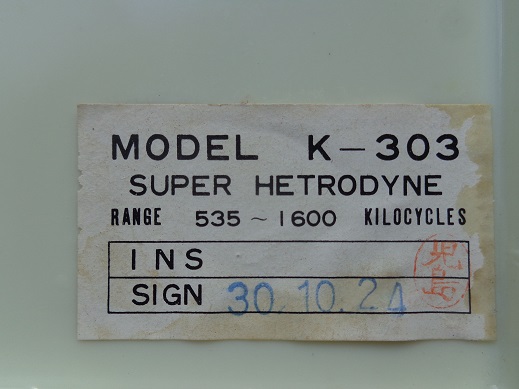 MODEL K-303
SUPER HETRODYNE
RANGE 535~1600 KILOCYCLES
INS
SIGN 30.10.24